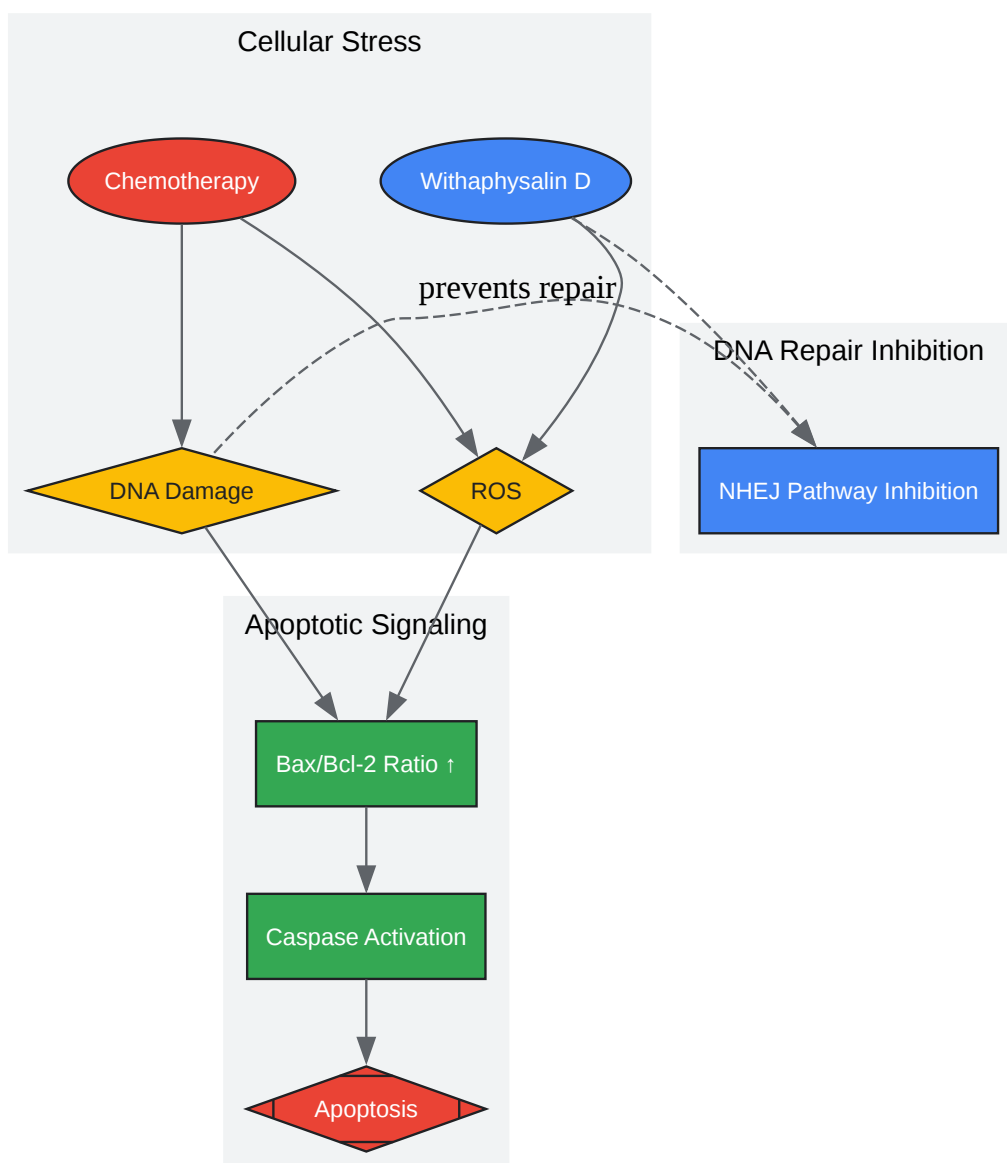 Cellular Stress
Chemotherapy
Withaphysalin D
prevents repair
DNA Repair Inhibition
DNA Damage
ROS
NHEJ Pathway Inhibition
Apoptotic Signaling
Bax/Bcl-2 Ratio ↑
Caspase Activation
Apoptosis